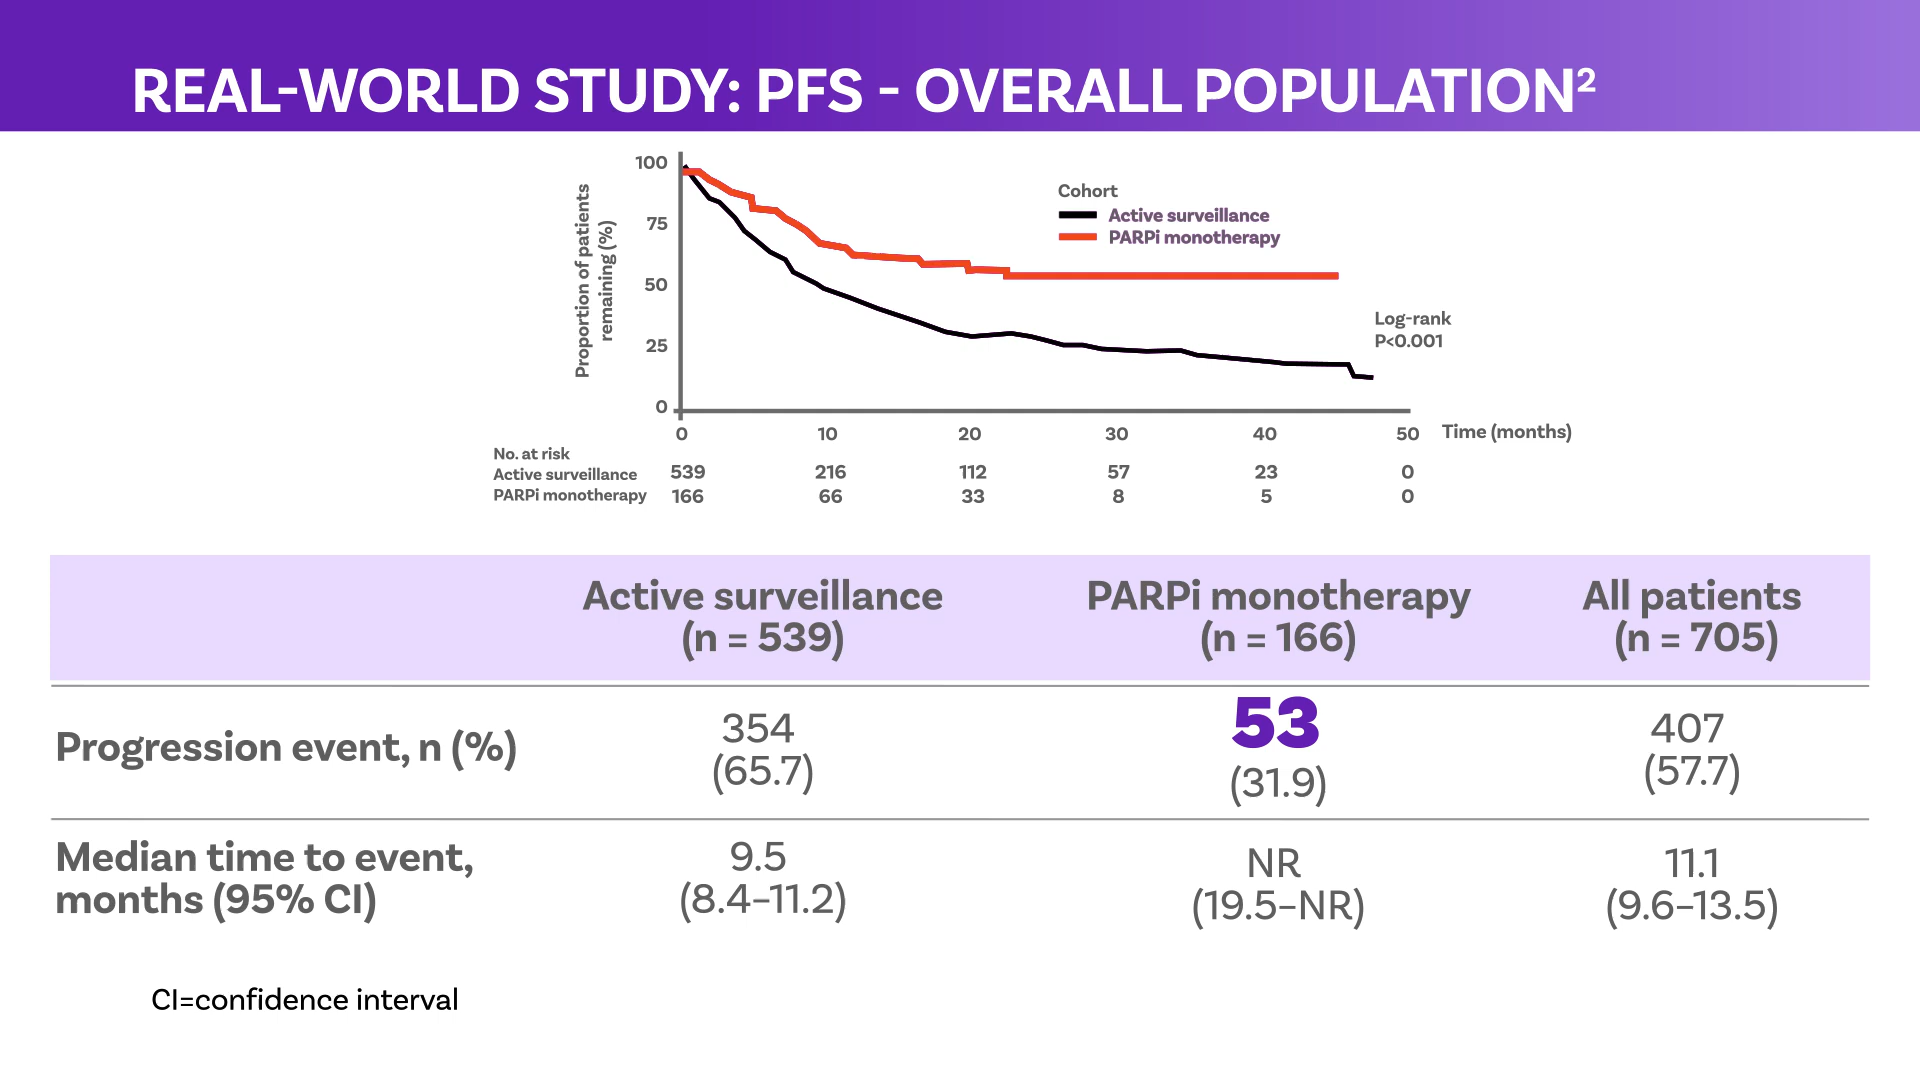 REAL-WORLD STUDY: PFS - OVERALL POPULATION²
Proportion of patients
remaining (%)
100
75
50
25
0
Cohort
Active surveillance
PARPi monotherapy
Log-rank
P<0.001
0 10 20 30 40 50 Time (months)
No. at risk
Active surveillance 539 216 112 57 23 0
PARPi monotherapy 166 66 33 8 5 0
Active surveillance PARPi monotherapy All patients
(n = 539) (n = 166) (n = 705)
Progression event, n (%)
354 53 407
(65.7) (31.9) (57.7)
Median time to event,
months (95% CI)
9.5 NR 11.1
(8.4–11.2) (19.5–NR) (9.6–13.5)
CI=confidence interval